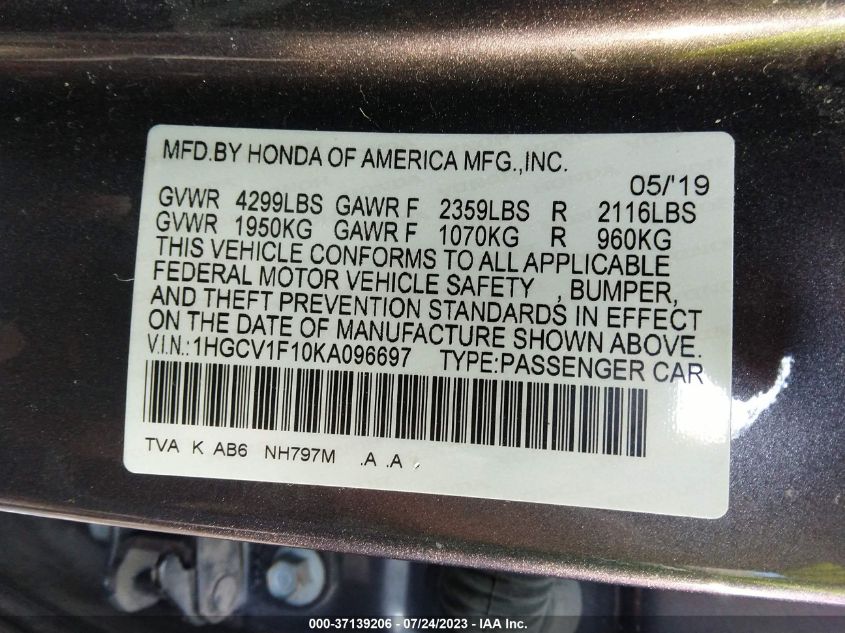 MFD.BY HONDA OF AMERICA MFG.,INC.
05/'19
GVWR 4299LBS GAWR F 2359LBS R 2116LBS
GVWR 1950KG GAWR F 1070KG R 960KG
THIS VEHICLE CONFORMS TO ALL APPLICABLE
FEDERAL MOTOR VEHICLE SAFETY , BUMPER,
AND THEFT PREVENTION STANDARDS IN EFFECT
ON THE DATE OF MANUFACTURE SHOWN ABOVE.
V.I.N.:1HGCV1F10KA096697 TYPE:PASSENGER CAR
TVA K AB6 NH797M .A .A .
000-37139206 - 07/24/2023 - IAA Inc.